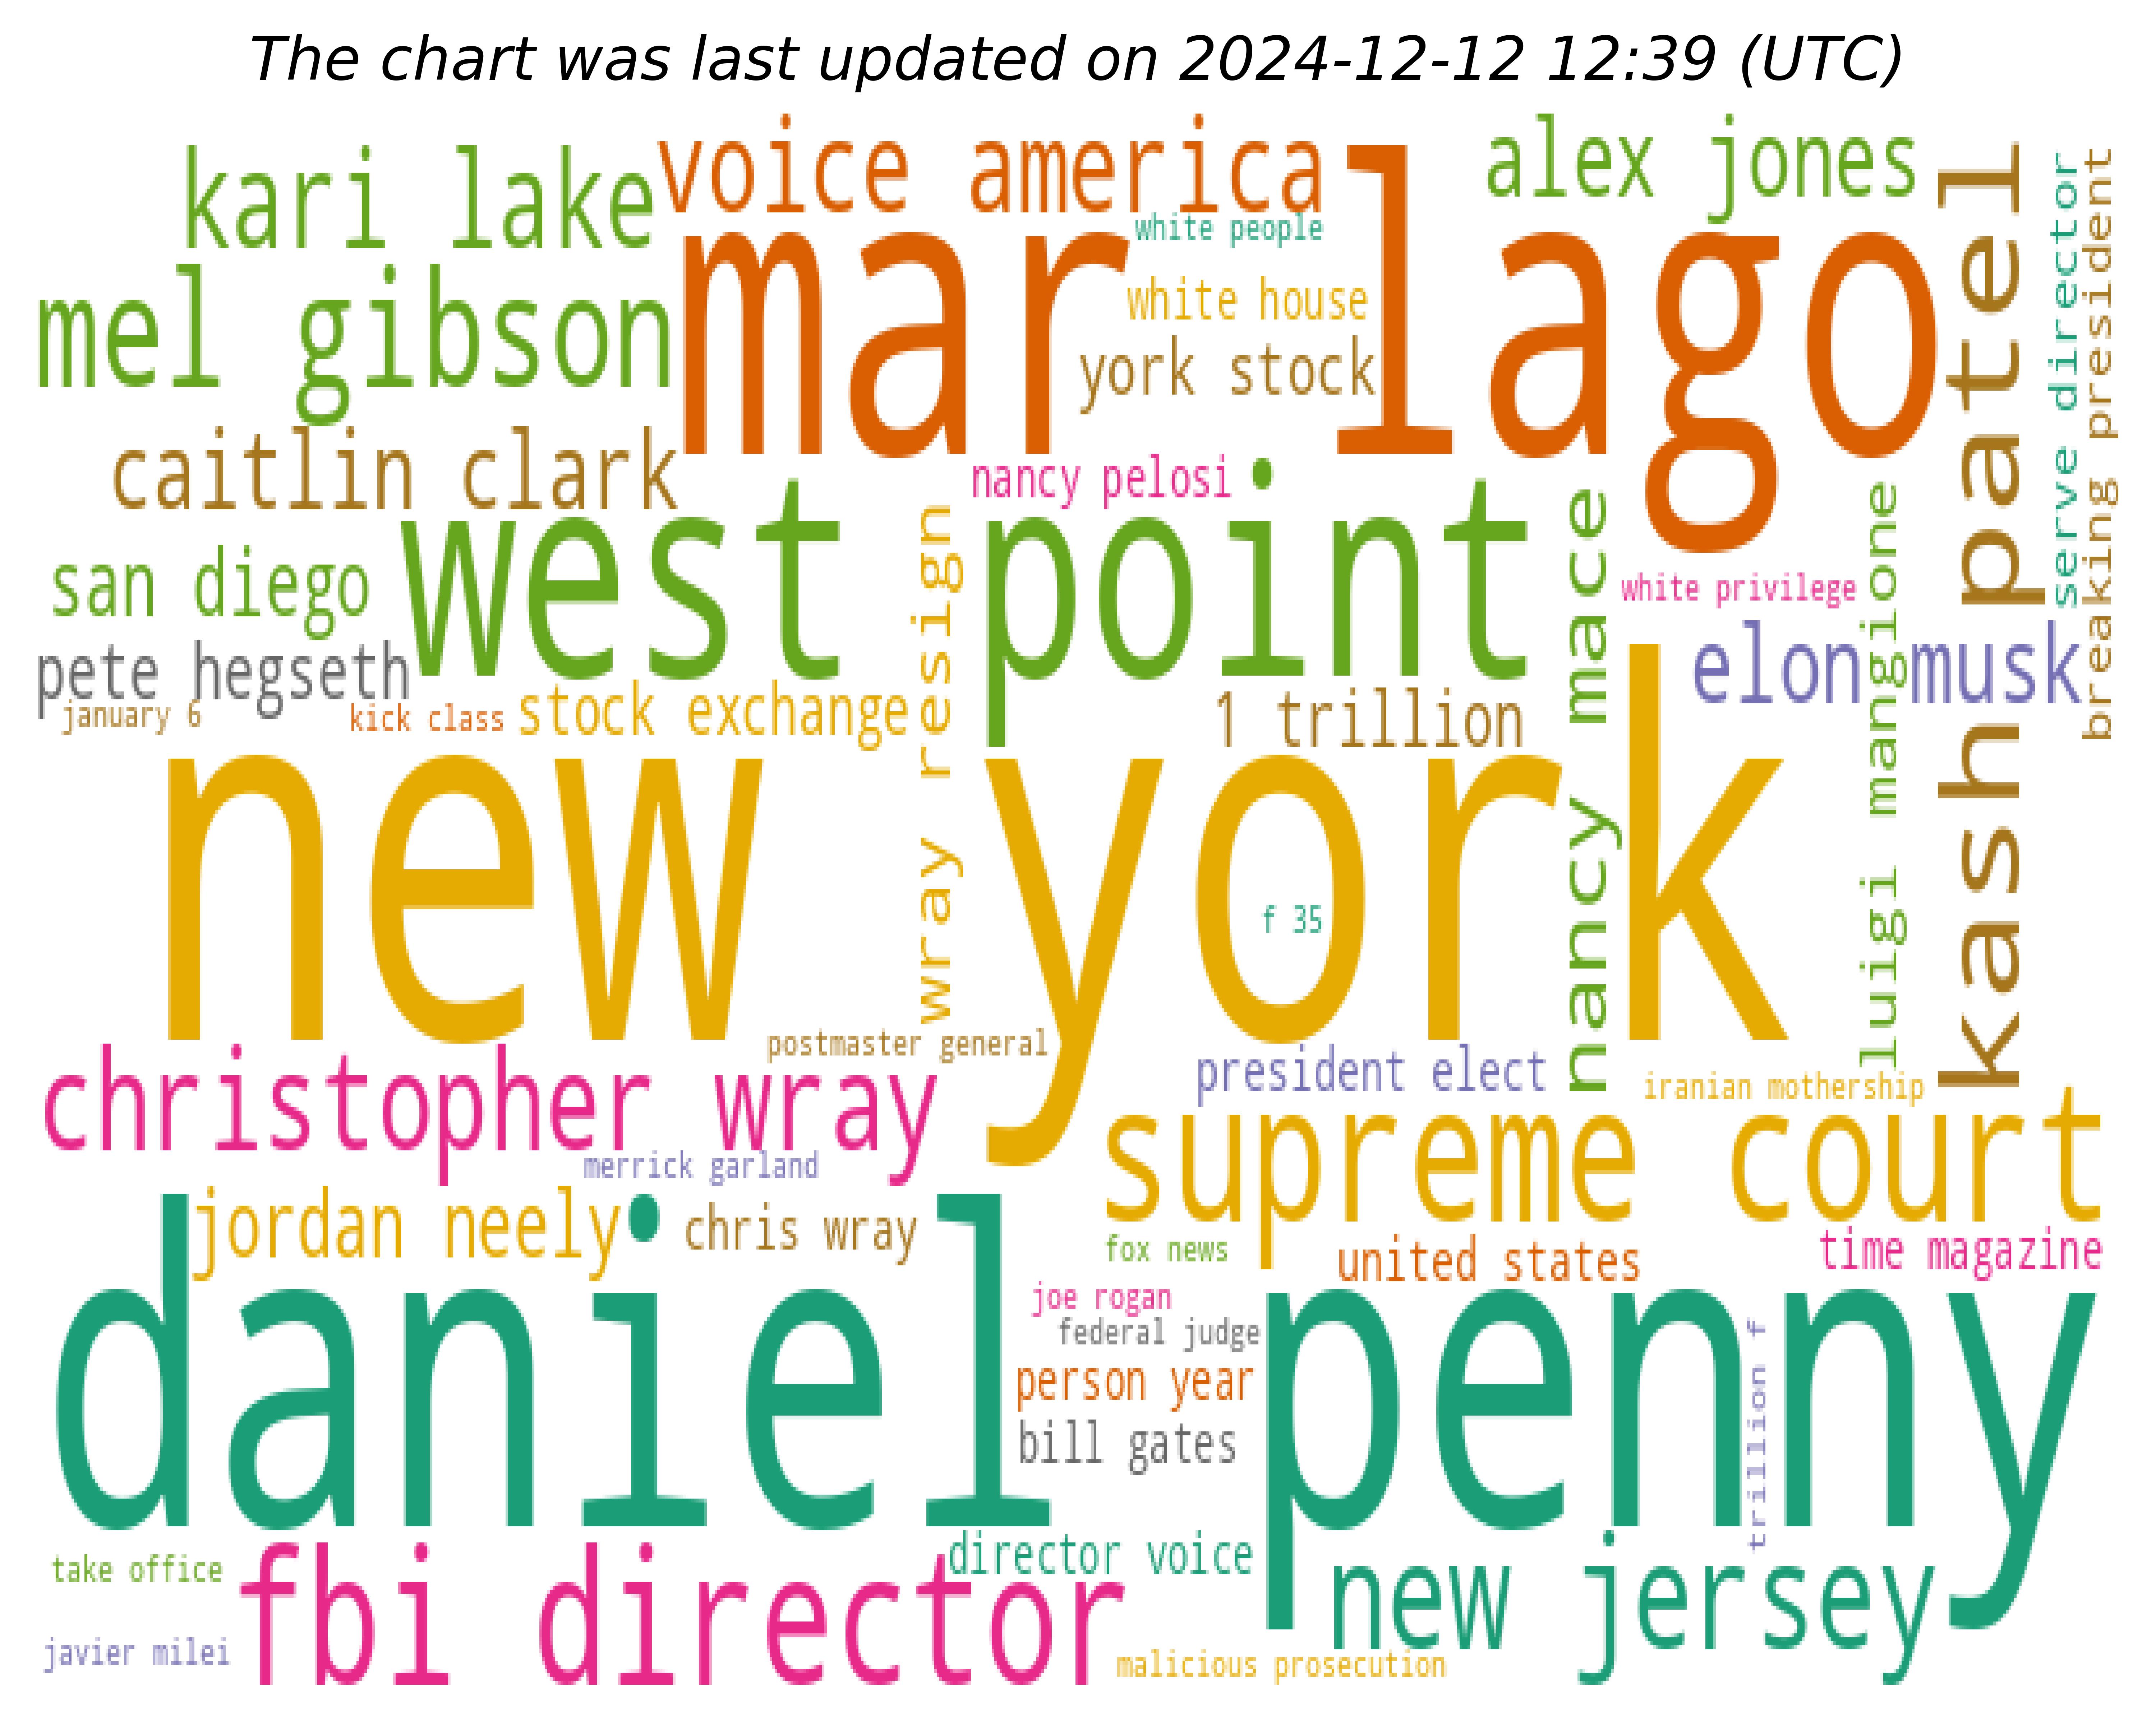 The chart was last updated on 2024-12-12 12:39 (UTC)
kari lake
voice america
alex jones
white people
mar lago
mel gibson
white house
york stock
kash patel
serve director
breaking president
caitlin clark
nancy pelosi
west point
san diego
wray resign
nancy mace
white privilege
luigi mangione
pete hegseth
elon musk
january 6
kick class
stock exchange
1 trillion
new york
f 35
postmaster general
christopher wray
president elect
iranian mothership
supreme court
merrick garland
jordan neely
chris wray
fox news
united states
time magazine
daniel penny
joe rogan
federal judge
person year
bill gates
trillion f
director voice
take office
fbi director
new jersey
javier milei
malicious prosecution